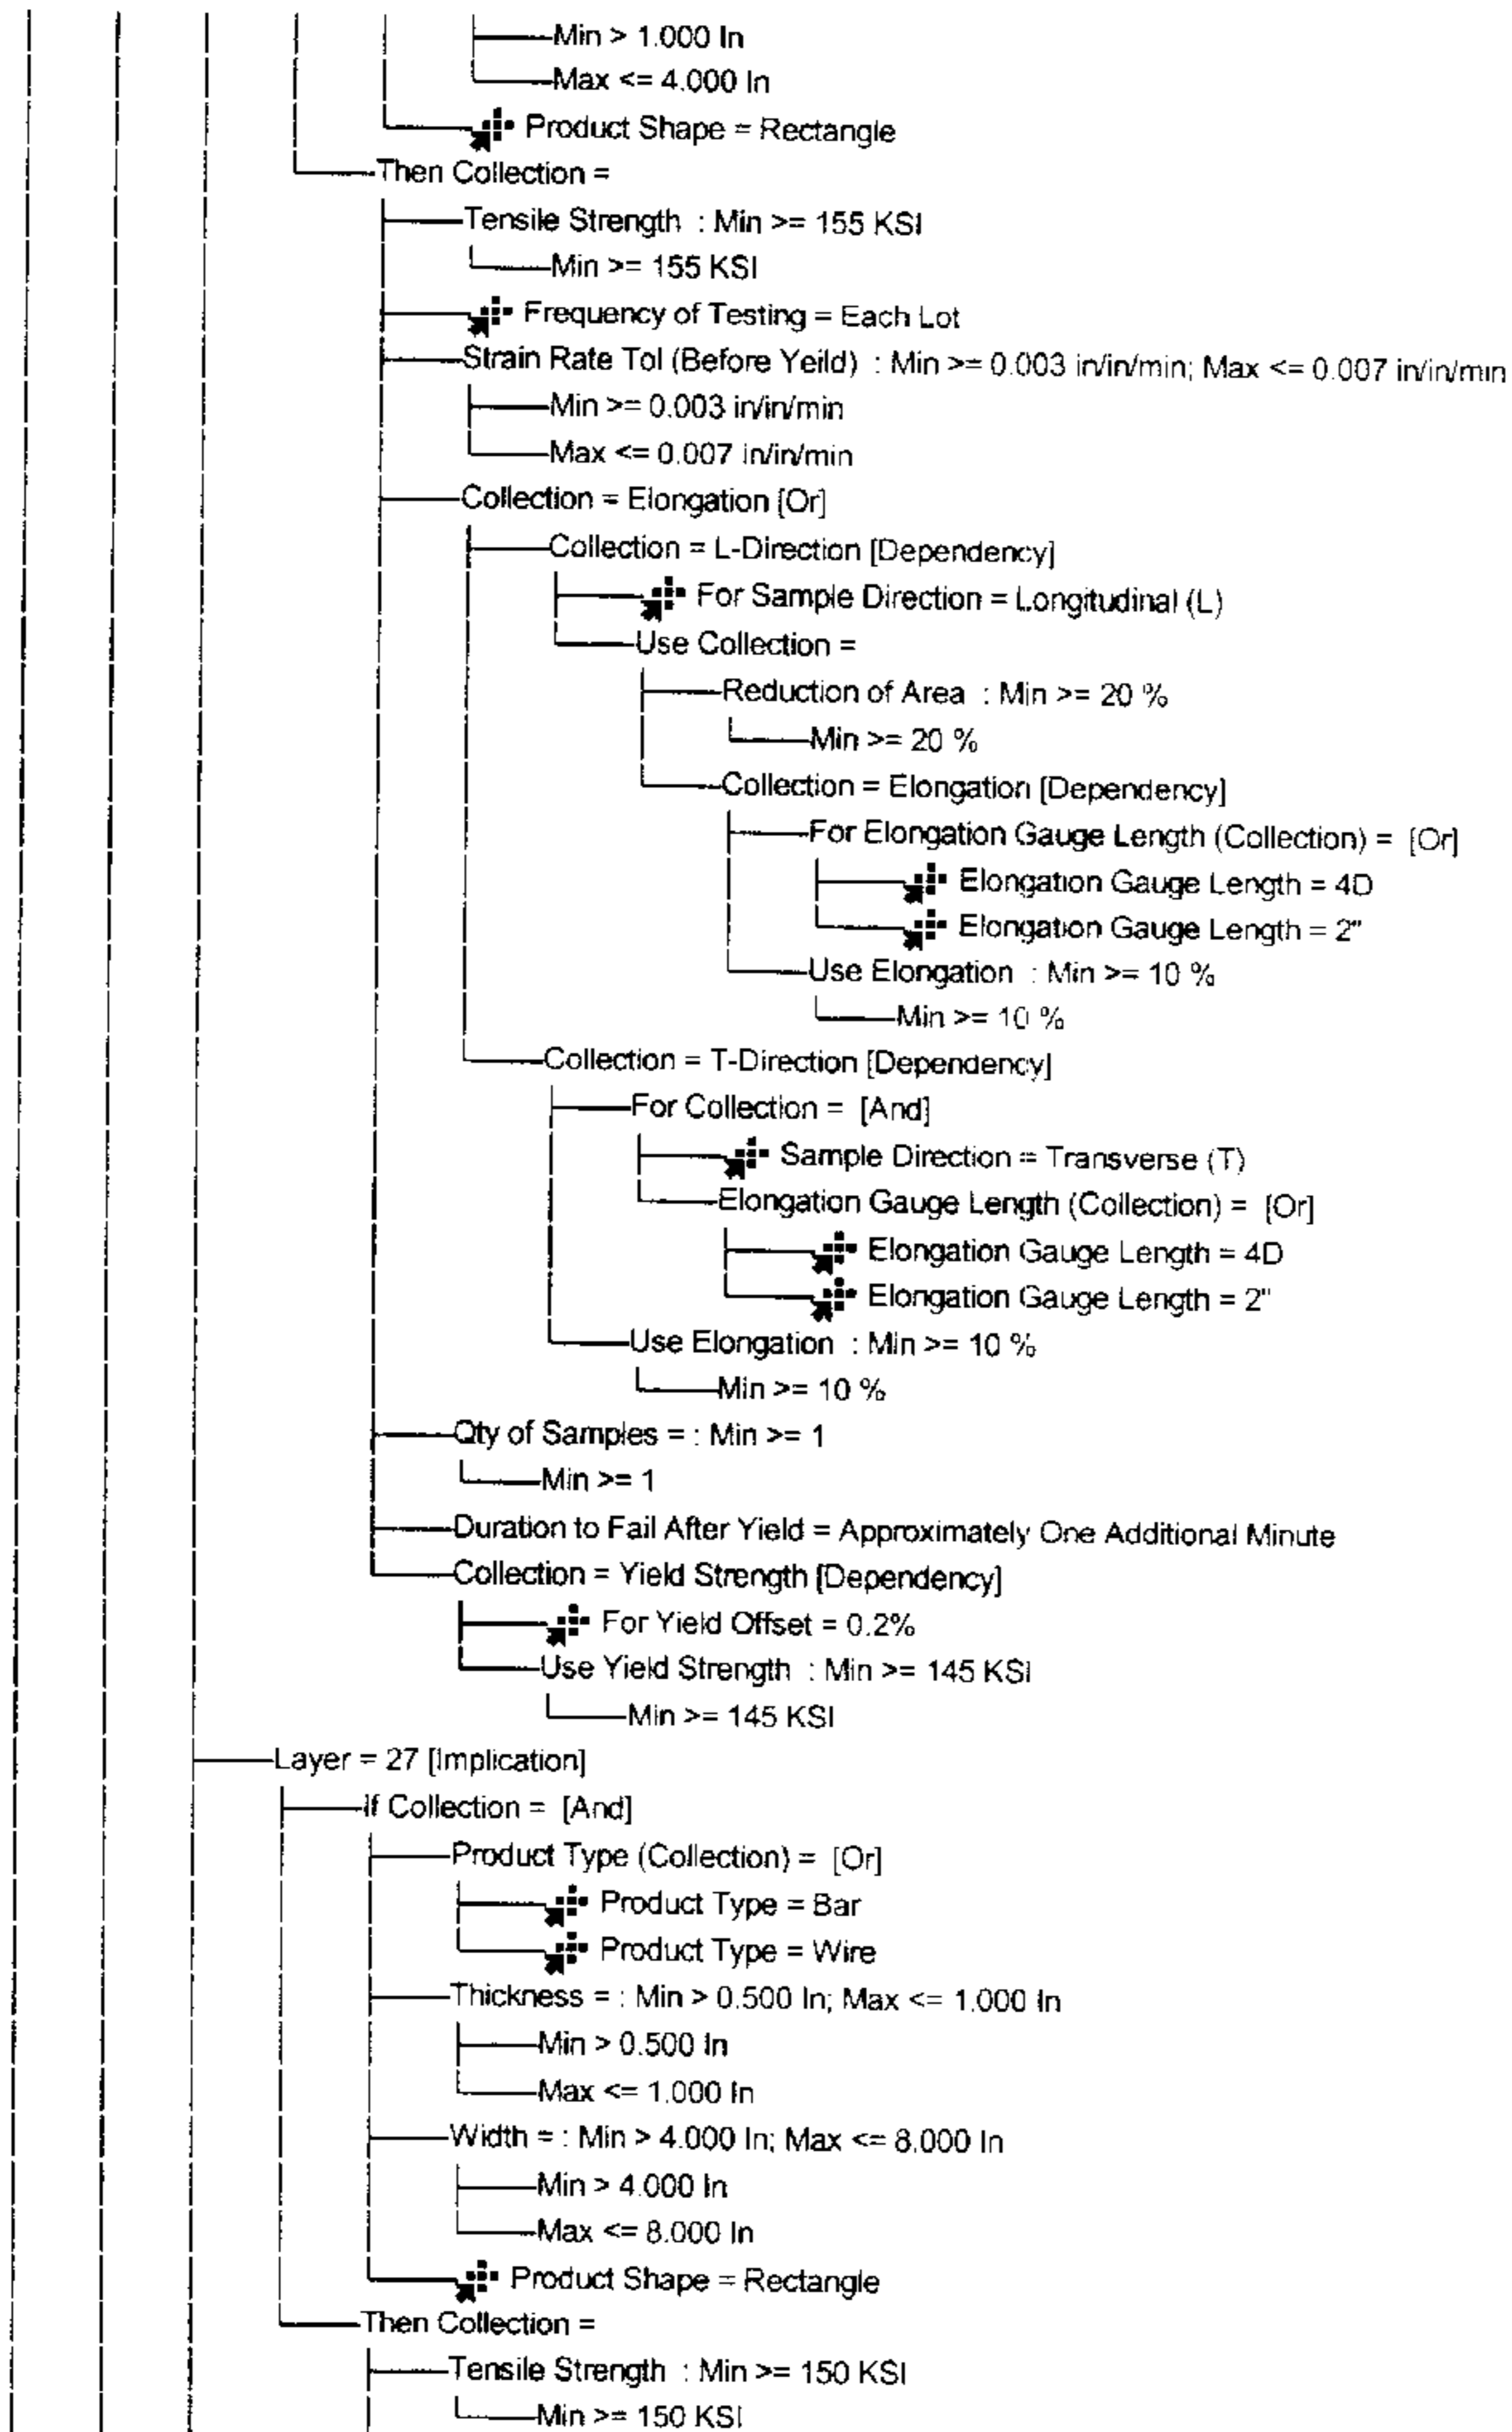 Min > 1.000 In
Max <= 4.000 In
Product Shape = Rectangle
Then Collection =
Tensile Strength : Min >= 155 KSI
Min >= 155 KSI
Frequency of Testing = Each Lot
Strain Rate Tol (Before Yeild) : Min >= 0.003 in/in/min; Max <= 0.007 in/in/min
Min >= 0.003 in/in/min
Max <= 0.007 in/in/min
Collection = Elongation [Or]
Collection = L-Direction [Dependency]
For Sample Direction = Longitudinal (L)
Use Collection =
Reduction of Area : Min >= 20 %
Min >= 20 %
Collection = Elongation [Dependency]
For Elongation Gauge Length (Collection) = [Or]
Elongation Gauge Length = 4D
Elongation Gauge Length = 2"
Use Elongation : Min >= 10 %
Min >= 10 %
Collection = T-Direction [Dependency]
For Collection = [And]
Sample Direction = Transverse (T)
Elongation Gauge Length (Collection) = [Or]
Elongation Gauge Length = 4D
Elongation Gauge Length = 2"
Use Elongation : Min >= 10 %
Min >= 10 %
Qty of Samples = : Min >= 1
Min >= 1
Duration to Fail After Yield = Approximately One Additional Minute
Collection = Yield Strength [Dependency]
For Yield Offset = 0.2%
Use Yield Strength : Min >= 145 KSI
Min >= 145 KSI
Layer = 27 [Implication]
If Collection = [And]
Product Type (Collection) = [Or]
Product Type = Bar
Product Type = Wire
Thickness = : Min > 0.500 In; Max <= 1.000 In
Min > 0.500 In
Max <= 1.000 In
Width = : Min > 4.000 In; Max <= 8.000 In
Min > 4.000 In
Max <= 8.000 In
Product Shape = Rectangle
Then Collection =
Tensile Strength : Min >= 150 KSI
Min >= 150 KSI